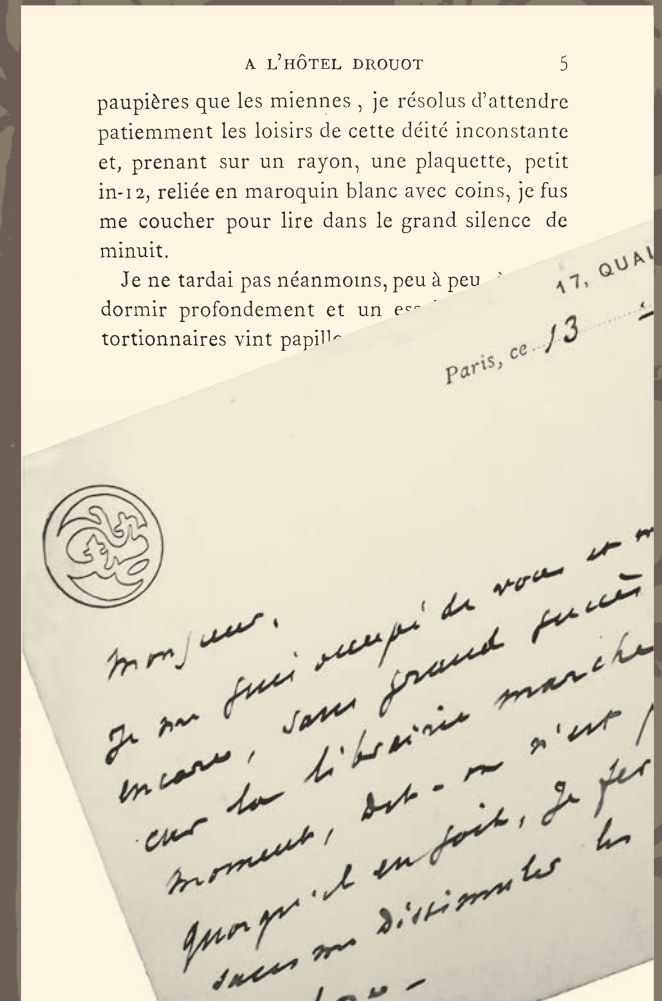 A L'HÔTEL DROUOT 5
paupières que les miennes , je résolus d'attendre
patiemment les loisirs de cette déité inconstante
et, prenant sur un rayon, une plaquette, petit
in-12, reliée en maroquin blanc avec coins, je fus
me coucher pour lire dans le grand silence de
minuit.
Je ne tardai pas néanmoins, peu à peu
dormir profondement et un
tortionnaires vint
17, QUAI
Paris, ce 13
Monsieur,
Je me suis occupé de vous et
encore, sans grand succès
car la librairie marche
moment, dit-on n'est
quoiqu'il en soit, je
sans me dissimuler les